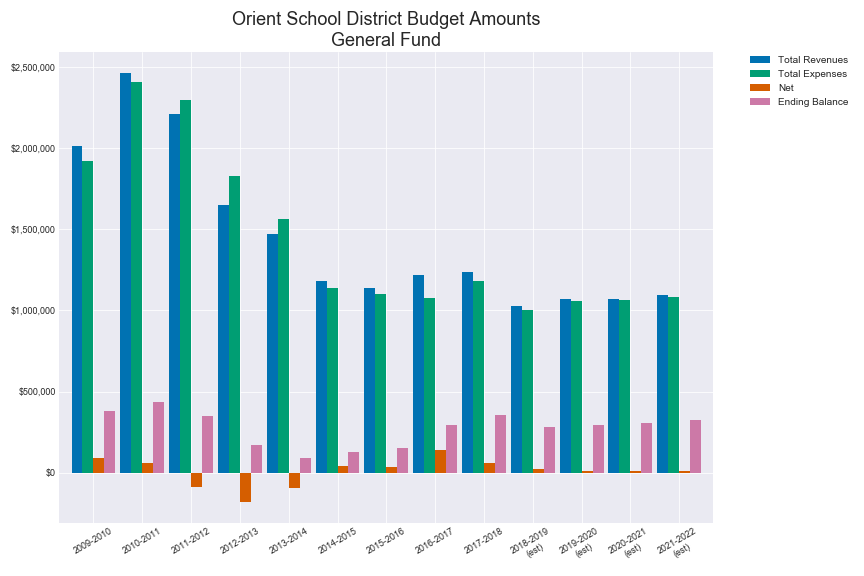 Orient School District Budget Amounts
General Fund
Total Revenues
Total Expenses
Net
Ending Balance
$2,500,000
$2,000,000
$1,500,000
$1,000,000
$500,000
$0
2009-2010
2010-2011
2011-2012
2012-2013
2013-2014
2014-2015
2015-2016
2016-2017
2017-2018
2018-2019
(est)
2019-2020
(est)
2020-2021
(est)
2021-2022
(est)